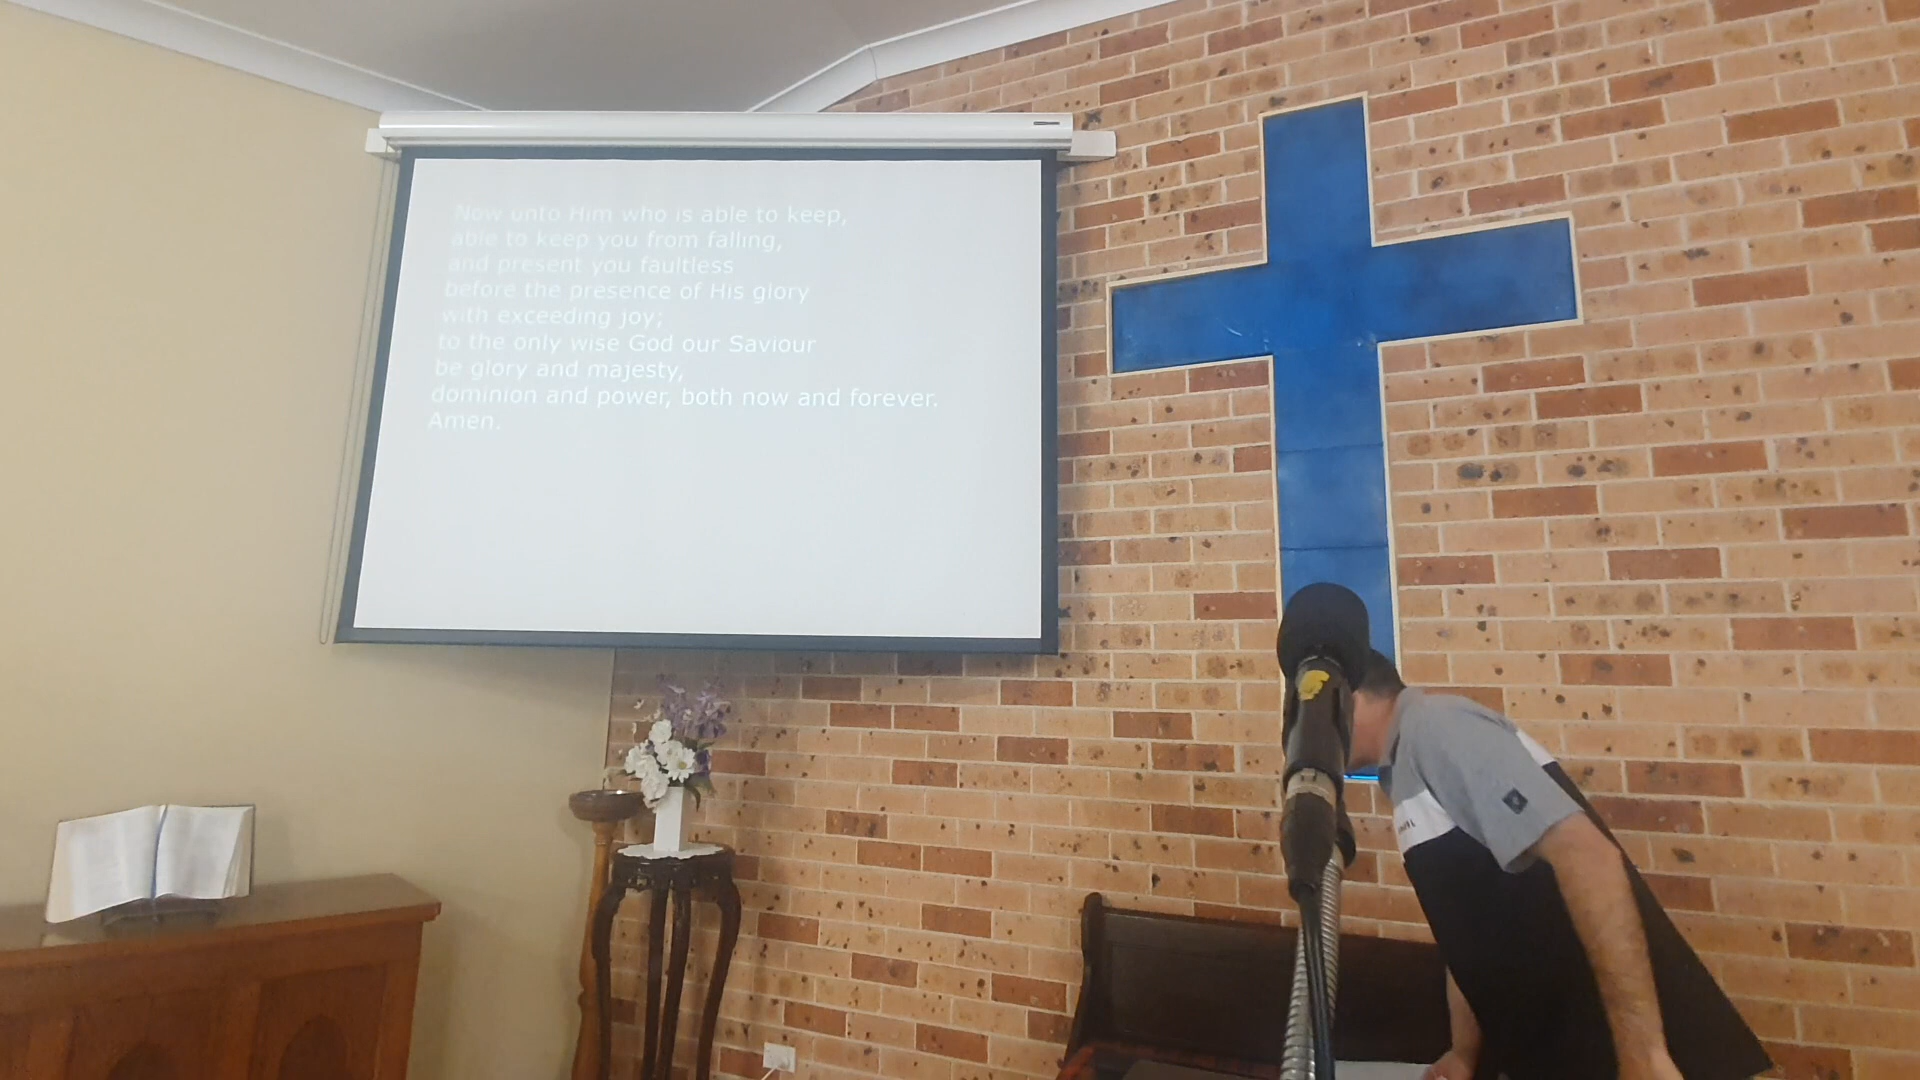 Now unto Him who is able to keep,
able to keep you from falling,
and present you faultless
before the presence of His glory
with exceeding joy;
to the only wise God our Saviour
be glory and majesty,
dominion and power, both now and forever.
Amen.